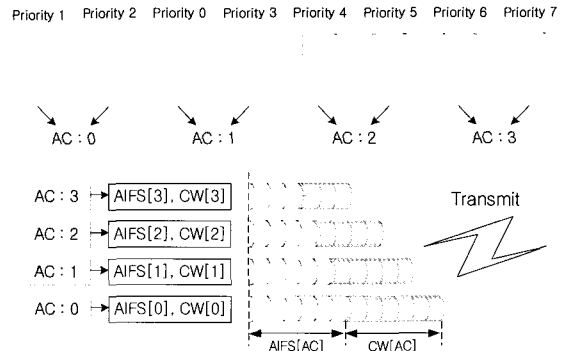 Priority 1 Priority 2 Priority 0 Priority 3 Priority 4 Priority 5 Priority 6 Priority 7
AC : 0 AC : 1 AC : 2 AC : 3
AC : 3 AIFS[3], CW[3]
Transmit
AC : 2 AIFS[2], CW[2]
AC : 1 AIFS[1], CW[1]
AC : 0 AIFS[0], CW[0]
AIFS[AC] CW[AC]